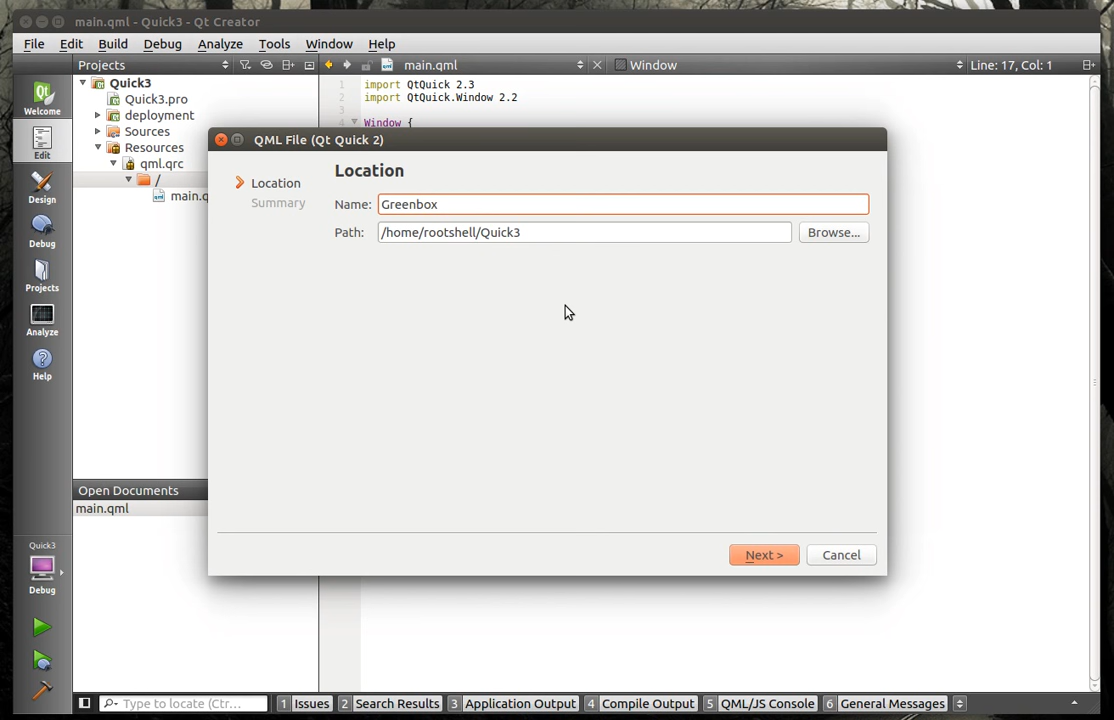 main.qml - Quick3 - Qt Creator
File Edit Build Debug Analyze Tools Window Help
Projects main.qml Window Line: 17, Col: 1
Welcome
Edit
Design
Debug
Projects
Analyze
Help
Quick3
Debug
Quick3
Quick3.pro
deployment
Sources
Resources
qml.qrc
/
main.q
Open Documents
main.qml
1 import QtQuick 2.3
2 import QtQuick.Window 2.2
3
4 Window {
QML File (Qt Quick 2)
Location
Summary
Location
Name: Greenbox
Path: /home/rootshell/Quick3 Browse...
Next > Cancel
Type to locate (Ctr... 1 Issues 2 Search Results 3 Application Output 4 Compile Output 5 QML/JS Console 6 General Messages